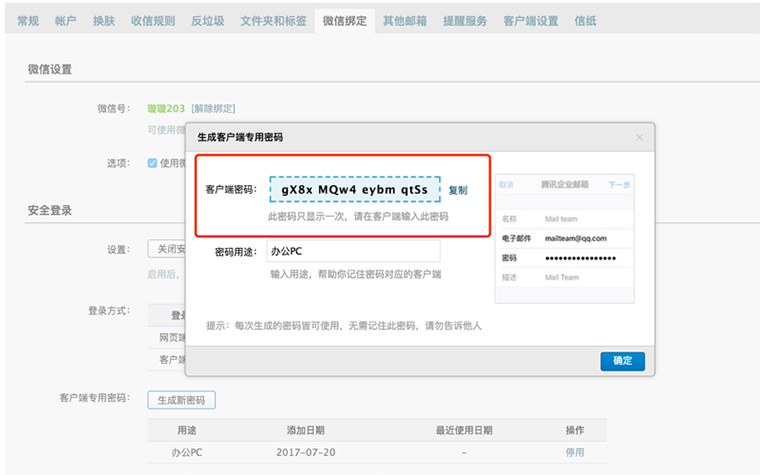 常规 帐户 换肤 收信规则 反垃圾 文件夹和标签 微信绑定 其他邮箱 提醒服务 客户端设置 信纸
微信设置
微信号: 璇璇203 [解除绑定]
可使用微
选项: 使用微
安全登录
设置: 关闭安
启用后,
登录方式: 登录
网页端
客户端
生成客户端专用密码 ×
客户端密码: gX8x MQw4 eybm qtSs 复制
此密码只显示一次,请在客户端输入此密码
密码用途: 办公PC
输入用途,帮助你记住密码对应的客户端
取消 腾讯企业邮箱 下一步
名称 Mail team
电子邮件 mailteam@qq.com
密码 ••••••••••••••••
描述 Mail Team
提示: 每次生成的密码皆可使用,无需记住此密码,请勿告诉他人
确定
客户端专用密码: 生成新密码
用途 添加日期 最近使用日期 操作
办公PC 2017-07-20 - 停用